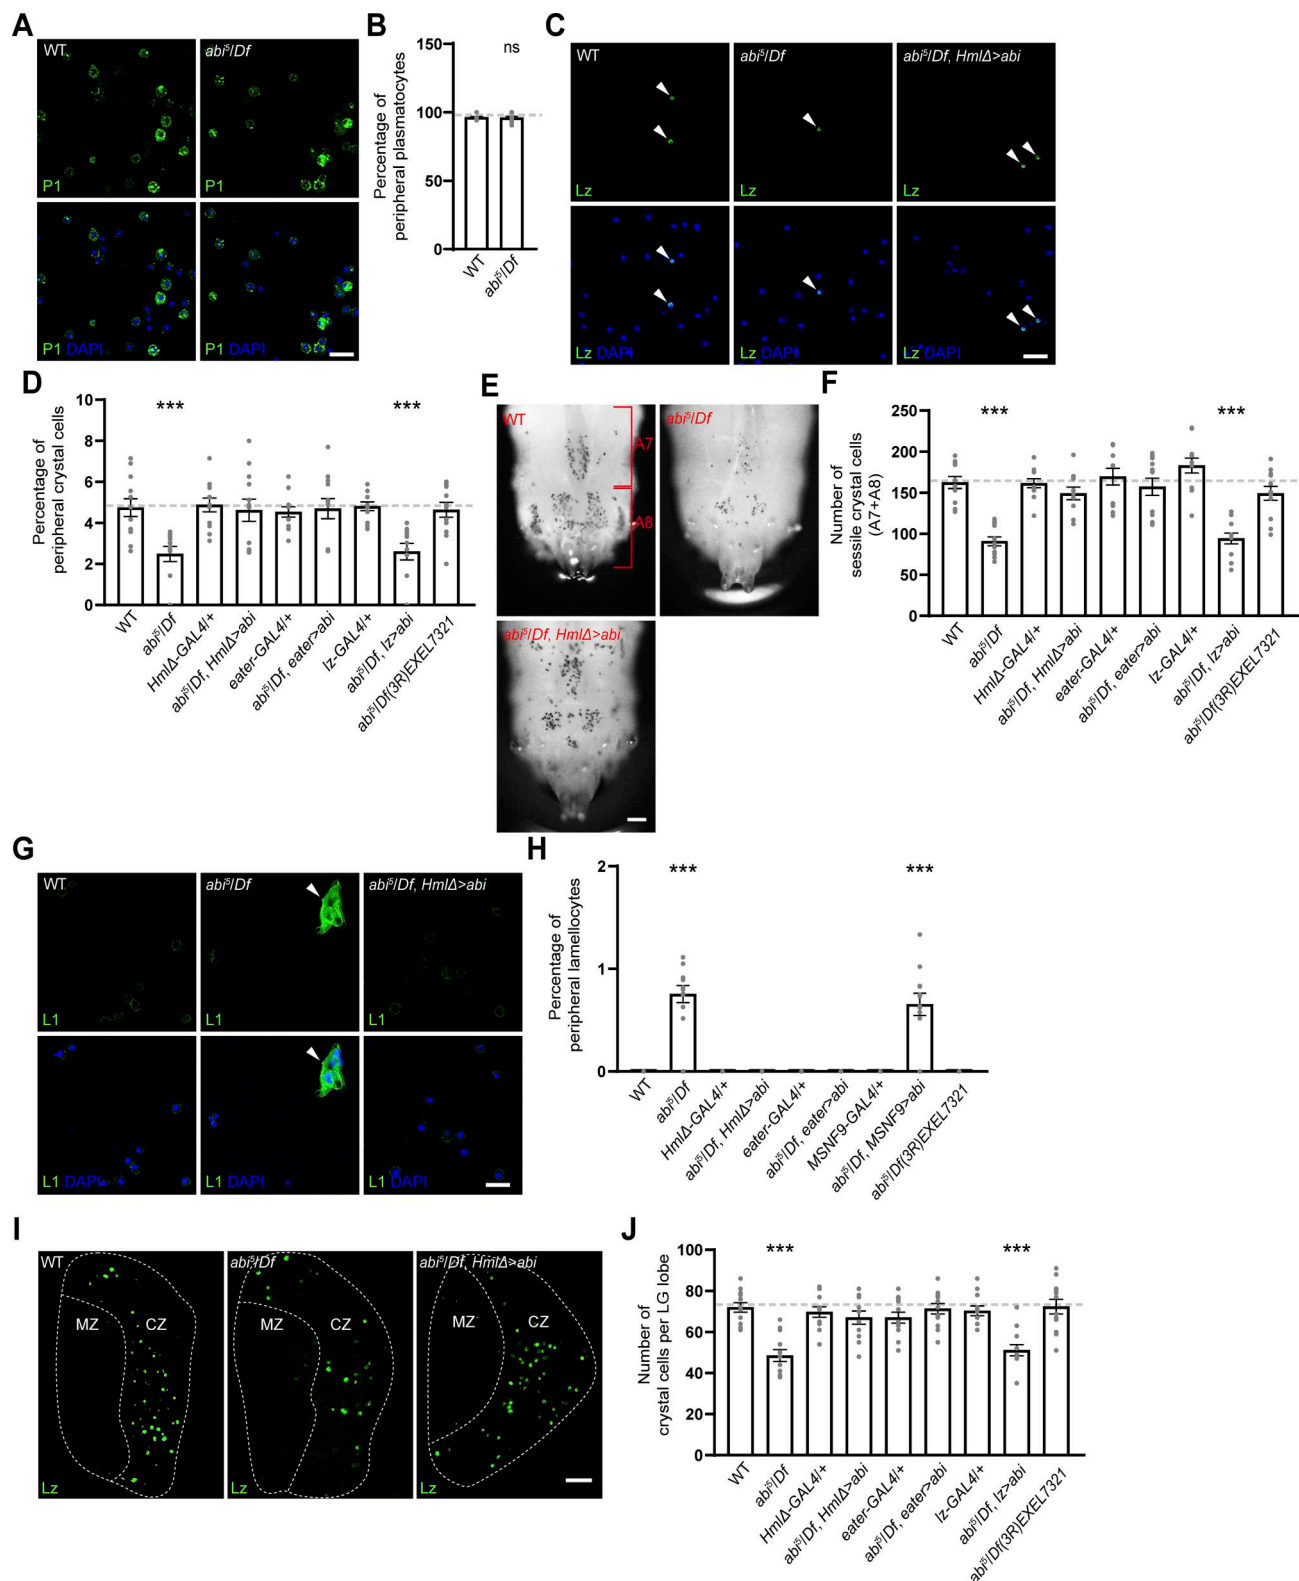 A
WT
abi⁵/Df
P1
P1
P1 DAPI
P1 DAPI
B
Percentage of
peripheral plasmatocytes
150
100
50
0
ns
WT
abi⁵/Df
C
WT
abi⁵/Df
abi⁵/Df, HmlΔ>abi
Lz
Lz
Lz
Lz DAPI
Lz DAPI
Lz DAPI
D
Percentage of
peripheral crystal cells
10
8
6
4
2
0
***
***
WT
abi⁵/Df
HmlΔ-GAL4/+
abi⁵/Df, HmlΔ>abi
eater-GAL4/+
abi⁵/Df, eater>abi
lz-GAL4/+
abi⁵/Df, lz>abi
abi⁵/Df(3R)EXEL7321
E
WT
A7
A8
abi⁵/Df
abi⁵/Df, HmlΔ>abi
F
Number of
sessile crystal cells
(A7+A8)
250
200
150
100
50
0
***
***
WT
abi⁵/Df
HmlΔ-GAL4/+
abi⁵/Df, HmlΔ>abi
eater-GAL4/+
abi⁵/Df, eater>abi
lz-GAL4/+
abi⁵/Df, lz>abi
abi⁵/Df(3R)EXEL7321
G
WT
abi⁵/Df
abi⁵/Df, HmlΔ>abi
L1
L1
L1
L1 DAPI
L1 DAPI
L1 DAPI
H
Percentage of
peripheral lamellocytes
2
1
0
***
***
WT
abi⁵/Df
HmlΔ-GAL4/+
abi⁵/Df, HmlΔ>abi
eater-GAL4/+
abi⁵/Df, eater>abi
MSNF9-GAL4/+
abi⁵/Df, MSNF9>abi
abi⁵/Df(3R)EXEL7321
I
WT
MZ
CZ
Lz
abi⁵/Df
MZ
CZ
Lz
abi⁵/Df, HmlΔ>abi
MZ
CZ
Lz
J
Number of
crystal cells per LG lobe
100
80
60
40
20
0
***
***
WT
abi⁵/Df
HmlΔ-GAL4/+
abi⁵/Df, HmlΔ>abi
eater-GAL4/+
abi⁵/Df, eater>abi
lz-GAL4/+
abi⁵/Df, lz>abi
abi⁵/Df(3R)EXEL7321